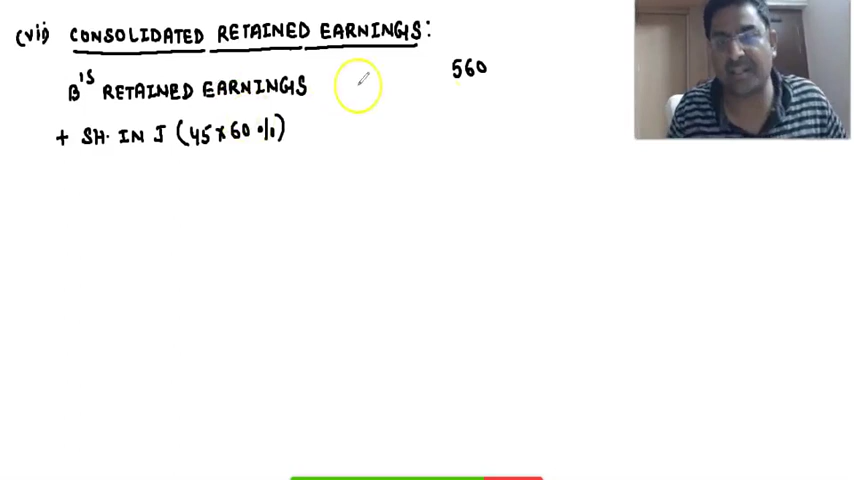 (vii) CONSOLIDATED RETAINED EARNINGS:
B'S RETAINED EARNINGS 560
+ SH. IN J (45 x 60%)